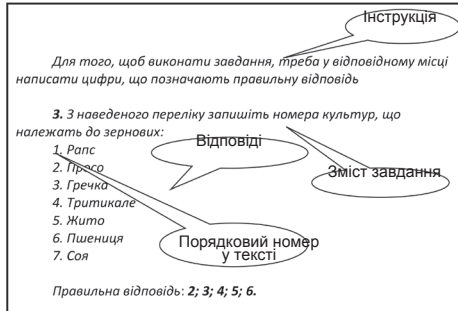 Інструкція
Для того, щоб виконати завдання, треба у відповідному місці
написати цифри, що позначають правильну відповідь
3. З наведеного переліку запишіть номера культур, що
належать до зернових:
1. Рапс
2. Просо
3. Гречка
4. Тритикале
5. Жито
6. Пшениця
7. Соя
Відповіді
Зміст завдання
Порядковий номер
у тексті
Правильна відповідь: 2; 3; 4; 5; 6.